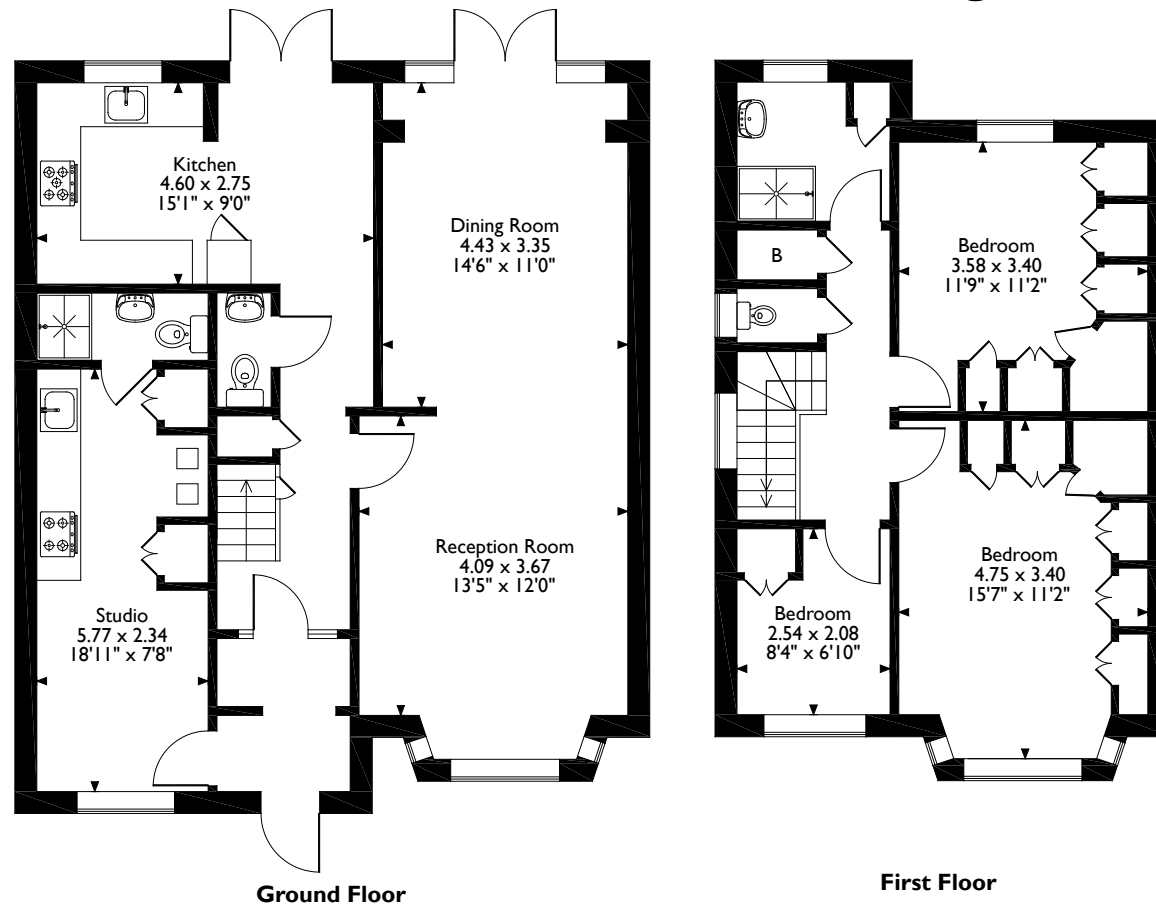 Kitchen
4.60 x 2.75
15'1" x 9'0"
Dining Room
4.43 x 3.35
14'6" x 11'0"
Reception Room
4.09 x 3.67
13'5" x 12'0"
Studio
5.77 x 2.34
18'11" x 7'8"
Ground Floor
B
Bedroom
3.58 x 3.40
11'9" x 11'2"
Bedroom
4.75 x 3.40
15'7" x 11'2"
Bedroom
2.54 x 2.08
8'4" x 6'10"
First Floor